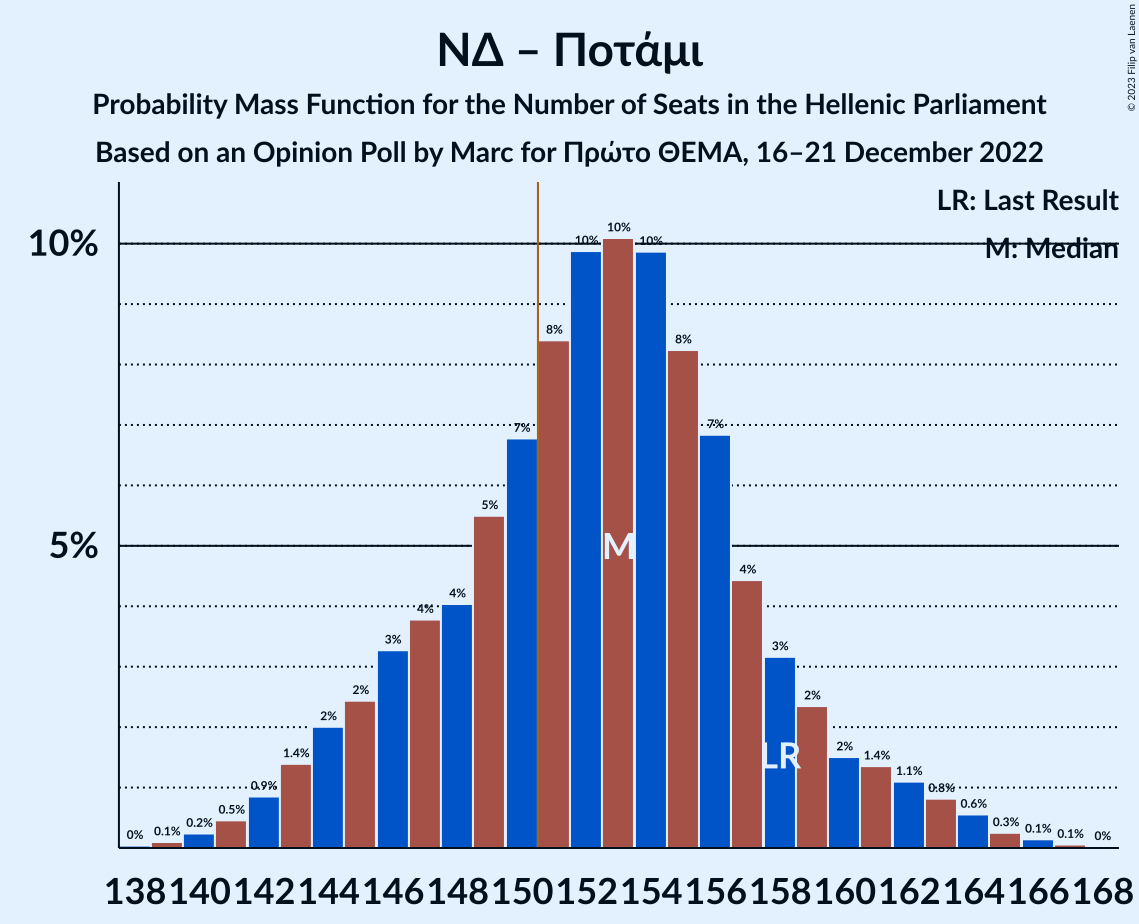 ΝΔ – Ποτάμι
Probability Mass Function for the Number of Seats in the Hellenic Parliament
Based on an Opinion Poll by Marc for Πρώτο ΘΕΜΑ, 16–21 December 2022
© 2023 Filip van Laenen
LR: Last Result
M: Median
10%
5%
0% 0.1% 0.2% 0.5% 0.9% 1.4% 2% 2% 3% 4% 4% 5% 7% 8% 10% 10% 10% 8% 7% 4% 3% 2% 2% 1.4% 1.1% 0.8% 0.6% 0.3% 0.1% 0.1% 0%
M
LR
138 140 142 144 146 148 150 152 154 156 158 160 162 164 166 168